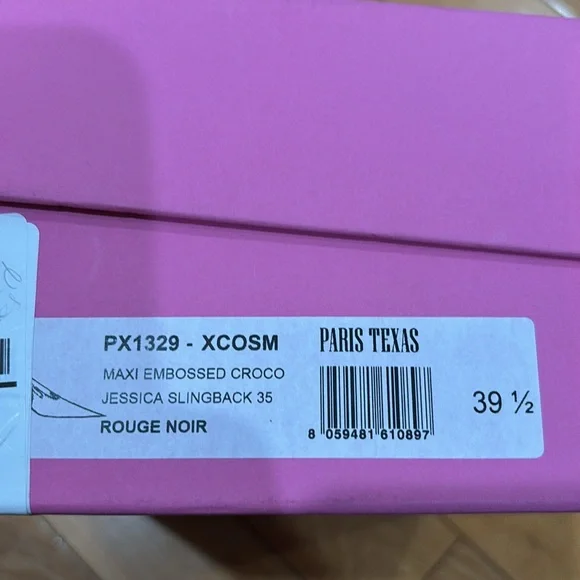 PX1329 - XCOSM
PARIS TEXAS
MAXI EMBOSSED CROCO
JESSICA SLINGBACK 35
ROUGE NOIR
8 059481 610897
39 ½